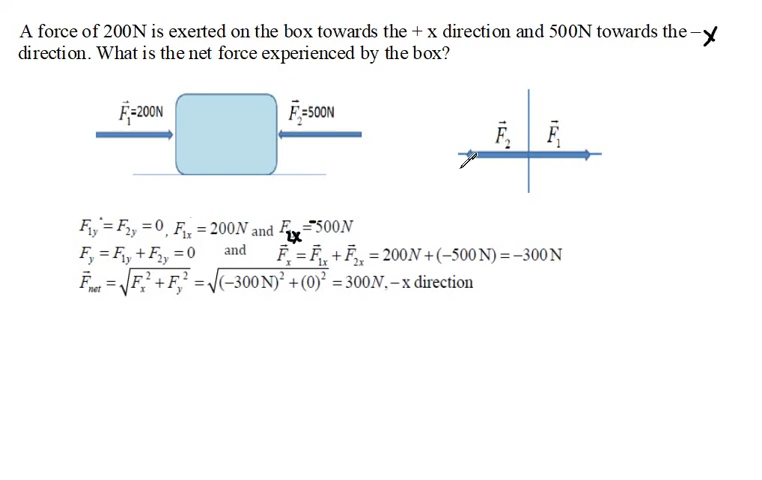 A force of 200N is exerted on the box towards the + x direction and 500N towards the -x
direction. What is the net force experienced by the box?
F⃗₁=200N F⃗₂=500N
F⃗₂ F⃗₁
F₁y = F₂y = 0, F₁x = 200N and F₂x = -500N
Fy = F₁y + F₂y = 0 and F⃗x = F⃗₁x + F⃗₂x = 200N + (-500N) = -300N
F⃗net = √(Fx² + Fy²) = √((-300N)² + (0)²) = 300N, - x direction